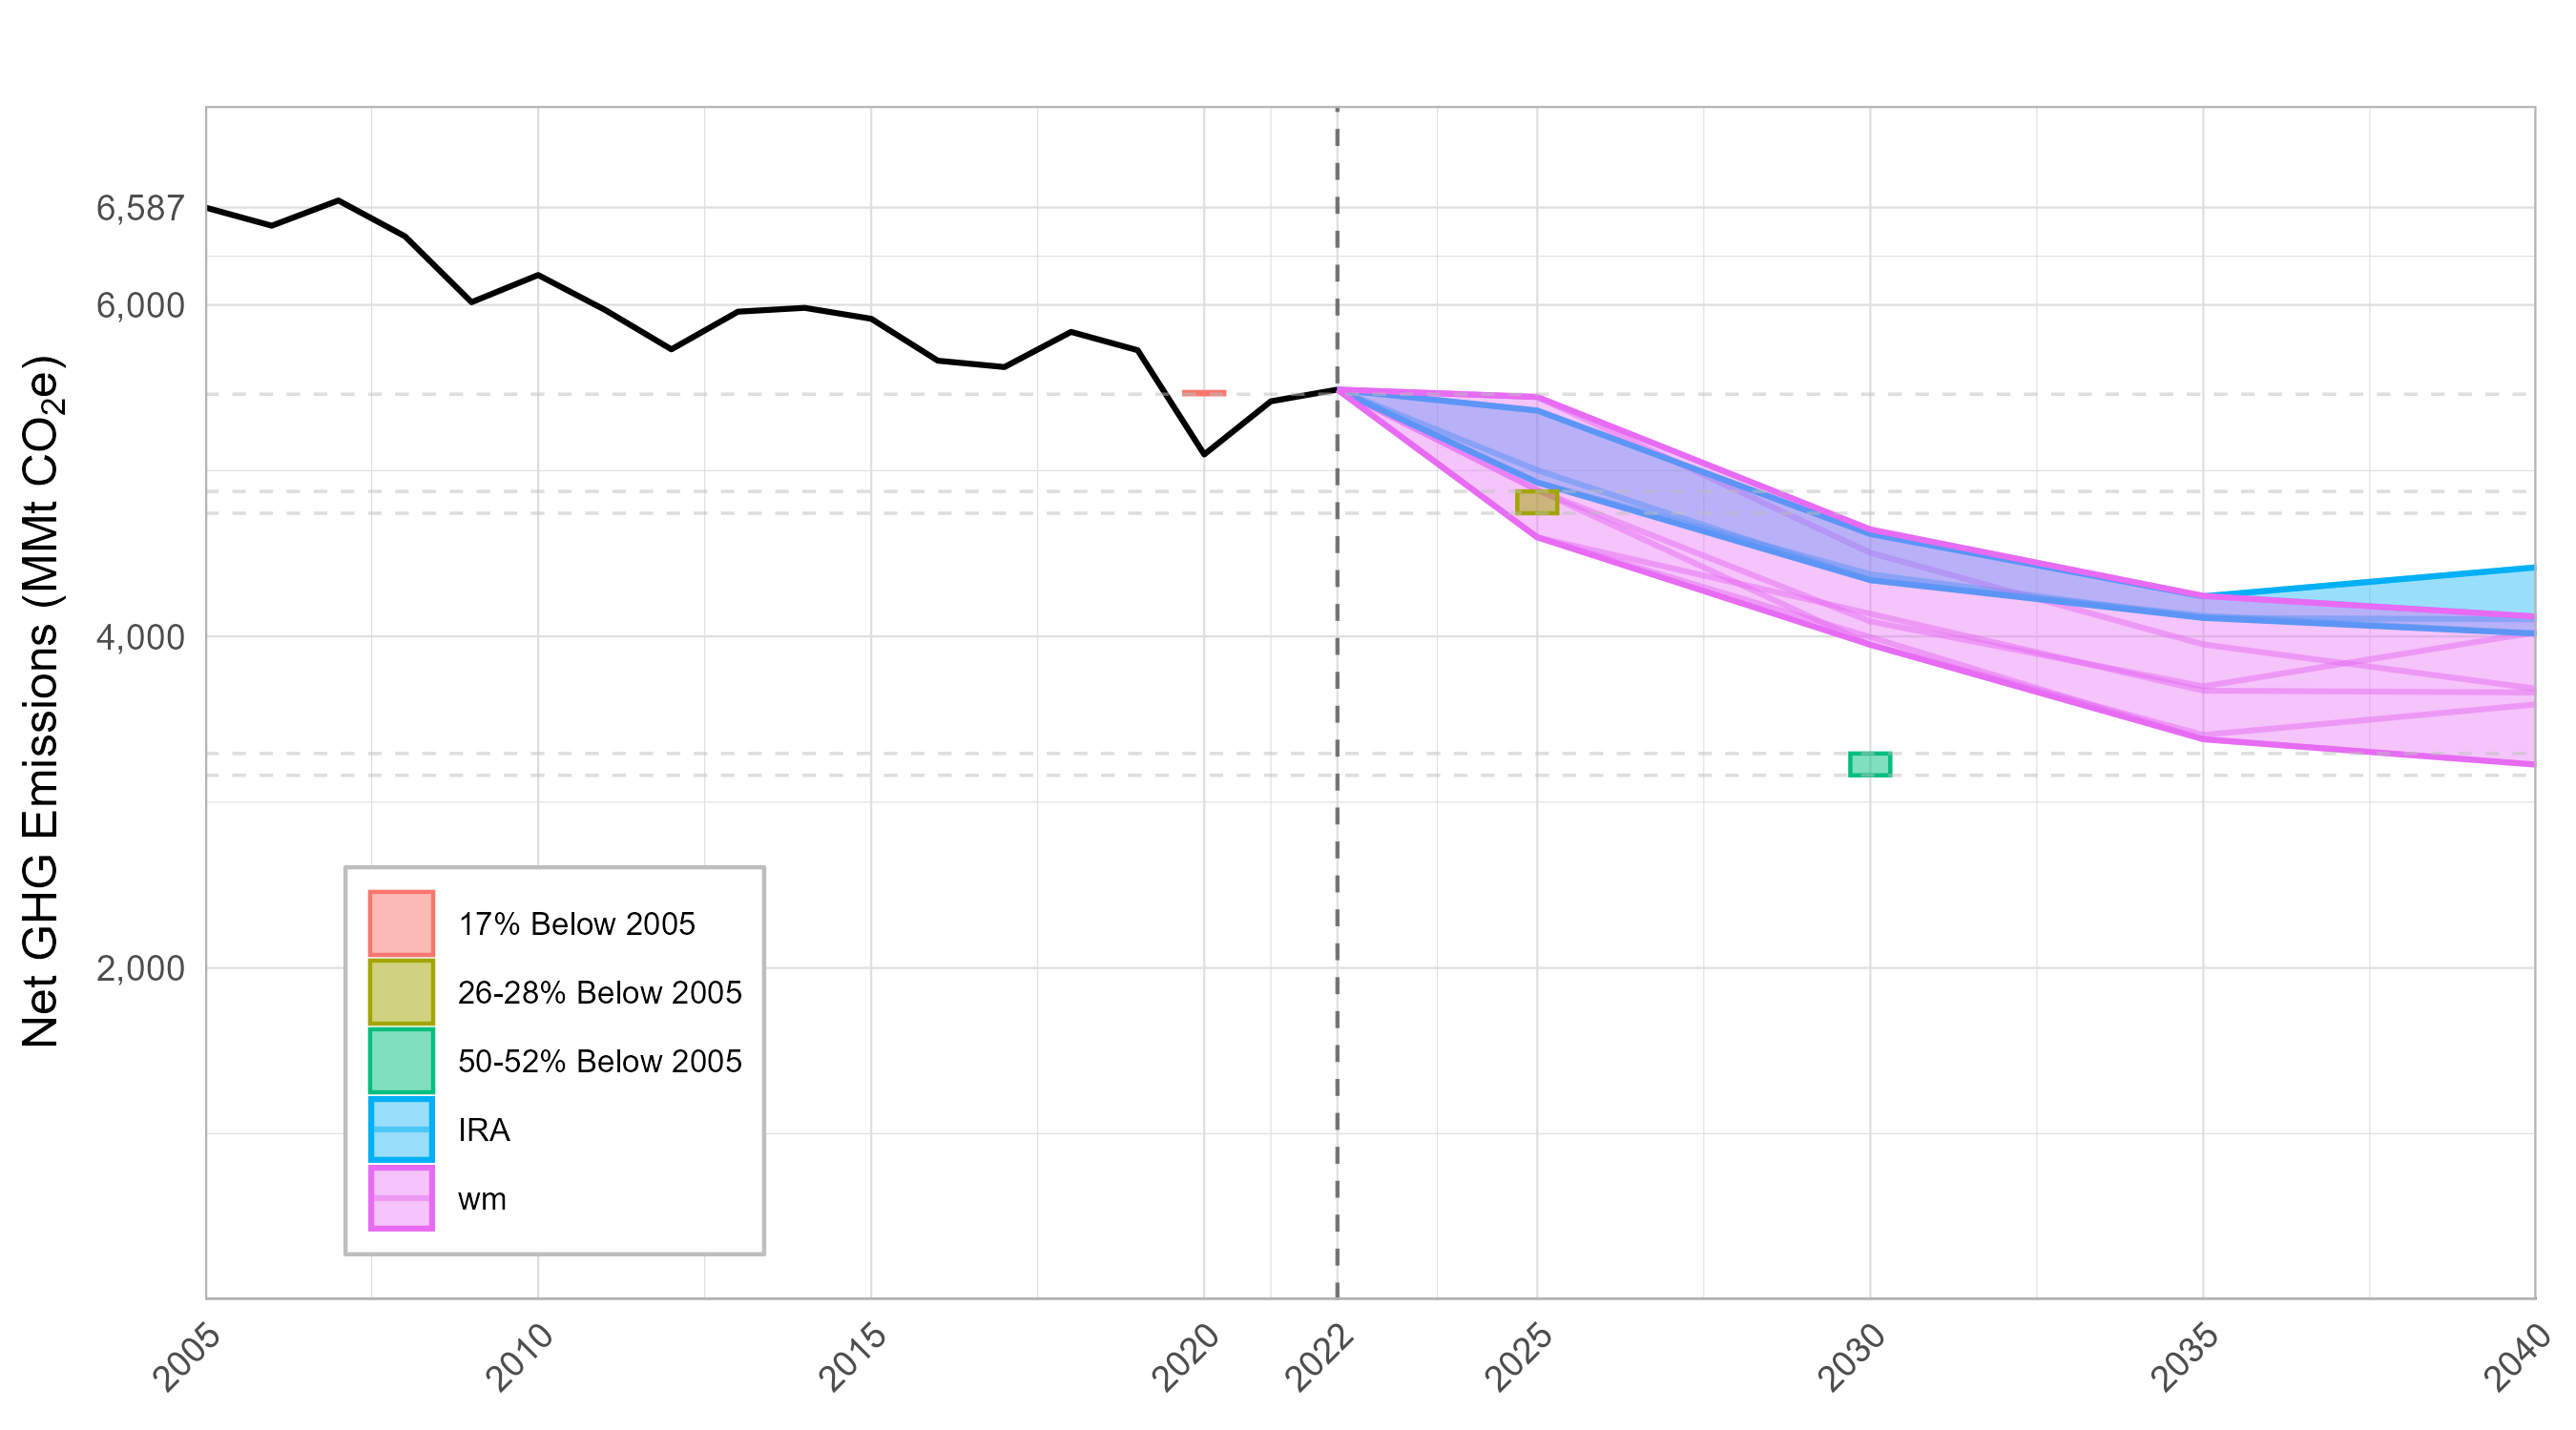 Net GHG Emissions (MMt CO₂e)
6,587
6,000
4,000
2,000
17% Below 2005
26-28% Below 2005
50-52% Below 2005
IRA
wm
2005
2010
2015
2020
2022
2025
2030
2035
2040